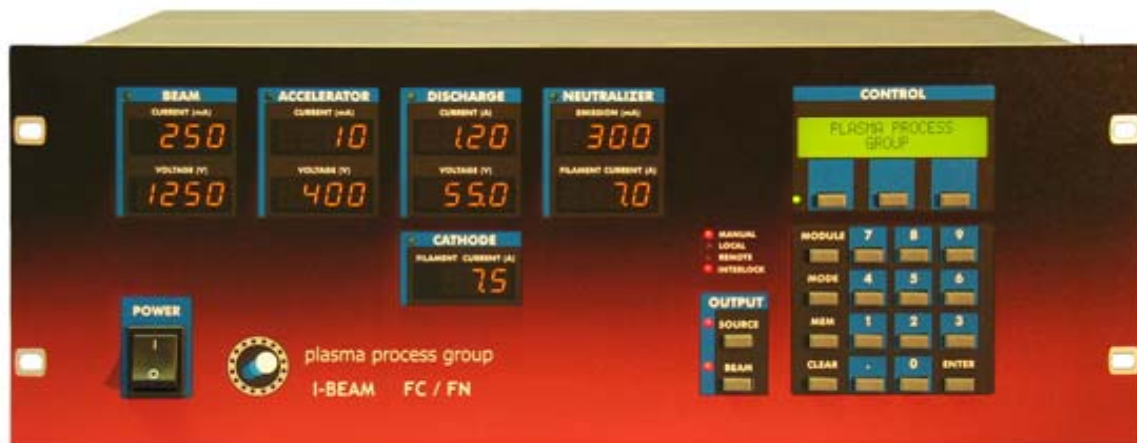 BEAM
CURRENT (mA)
250
VOLTAGE (V)
1250
ACCELERATOR
CURRENT (mA)
10
VOLTAGE (V)
400
DISCHARGE
CURRENT (A)
1.20
VOLTAGE (V)
55.0
NEUTRALIZER
EMISSION (mA)
300
FILAMENT CURRENT (A)
7.0
CATHODE
FILAMENT CURRENT (A)
7.5
CONTROL
PLASMA PROCESS
GROUP
MANUAL
LOCAL
REMOTE
INTERLOCK
OUTPUT
SOURCE
BEAM
MODULE 7 8 9
MODE 4 5 6
MEM 1 2 3
CLEAR . 0 ENTER
POWER
I
O
plasma process group
I-BEAM FC / FN